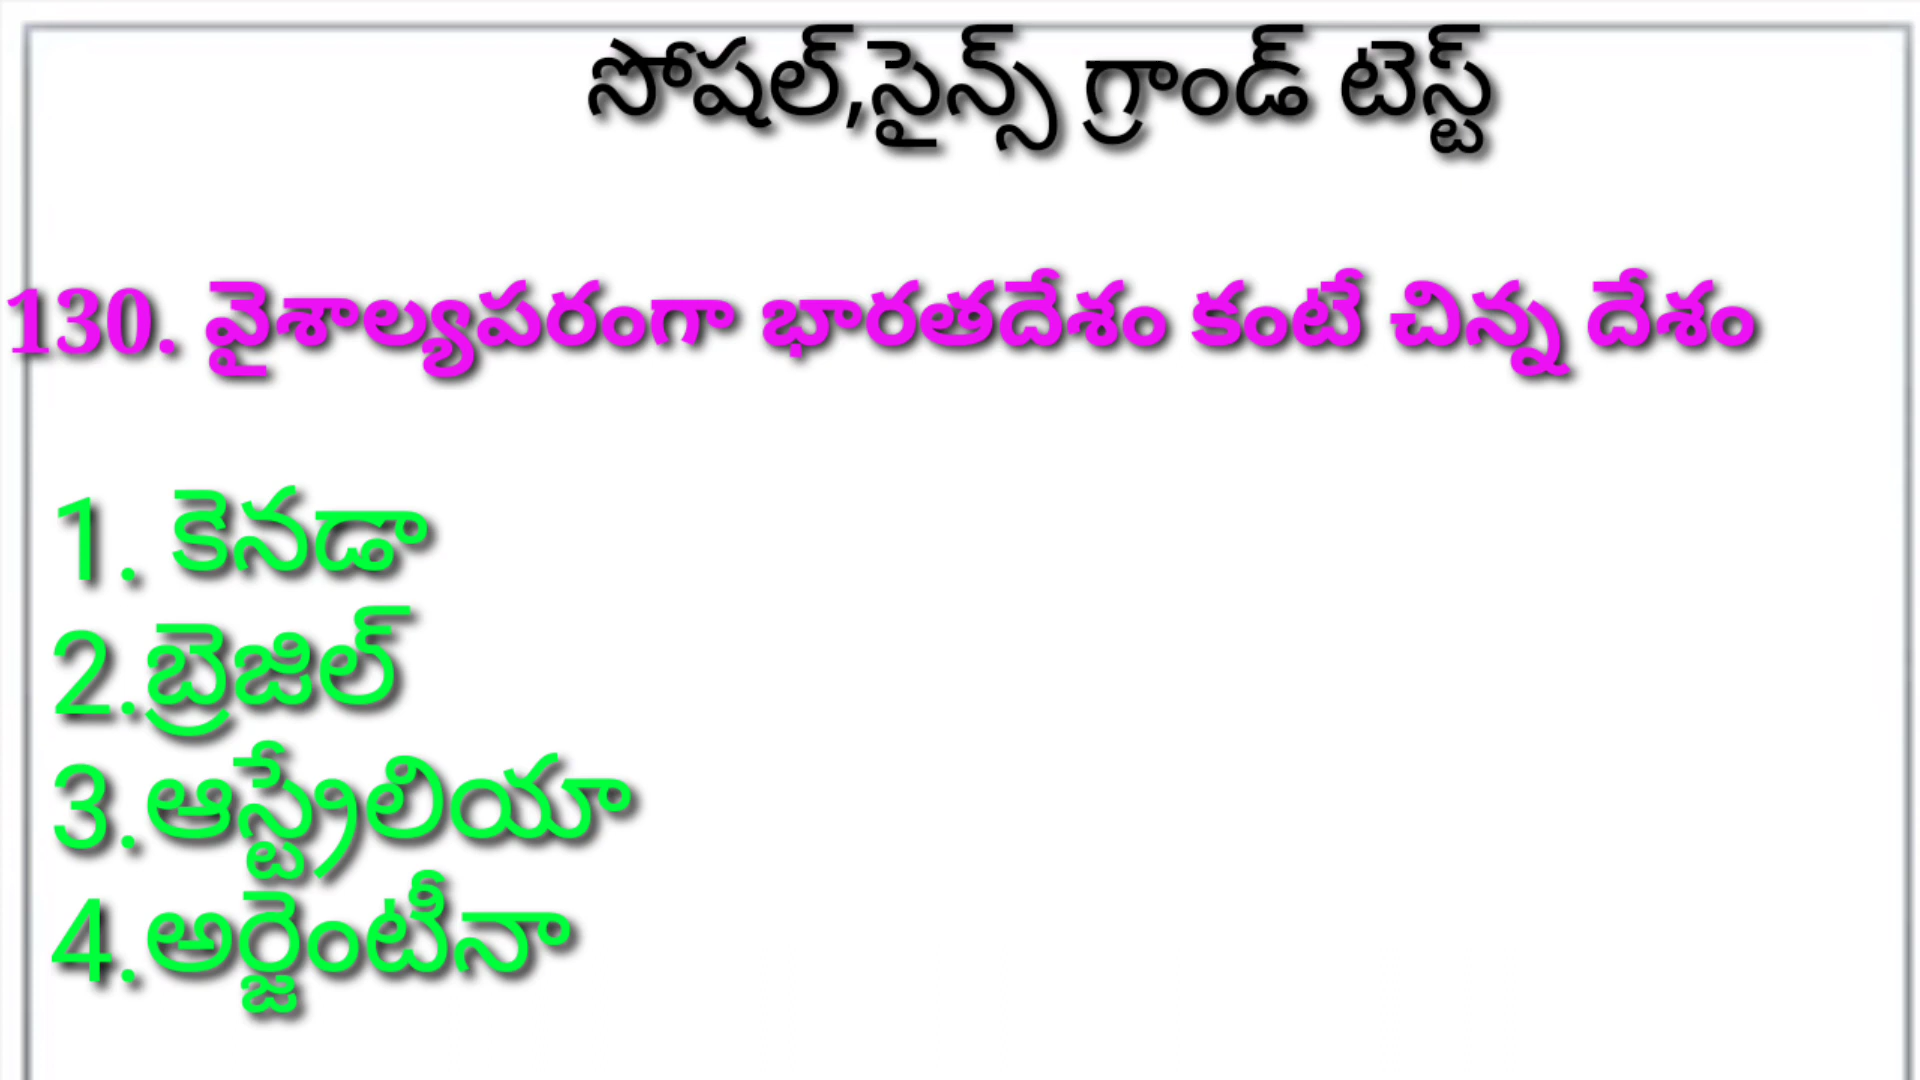 సోషల్,సైన్స్ గ్రాండ్ టెస్ట్
130. వైశాల్యపరంగా భారతదేశం కంటే చిన్న దేశం
1. కెనడా
2.బ్రెజిల్
3.ఆస్ట్రేలియా
4.అర్జెంటీనా